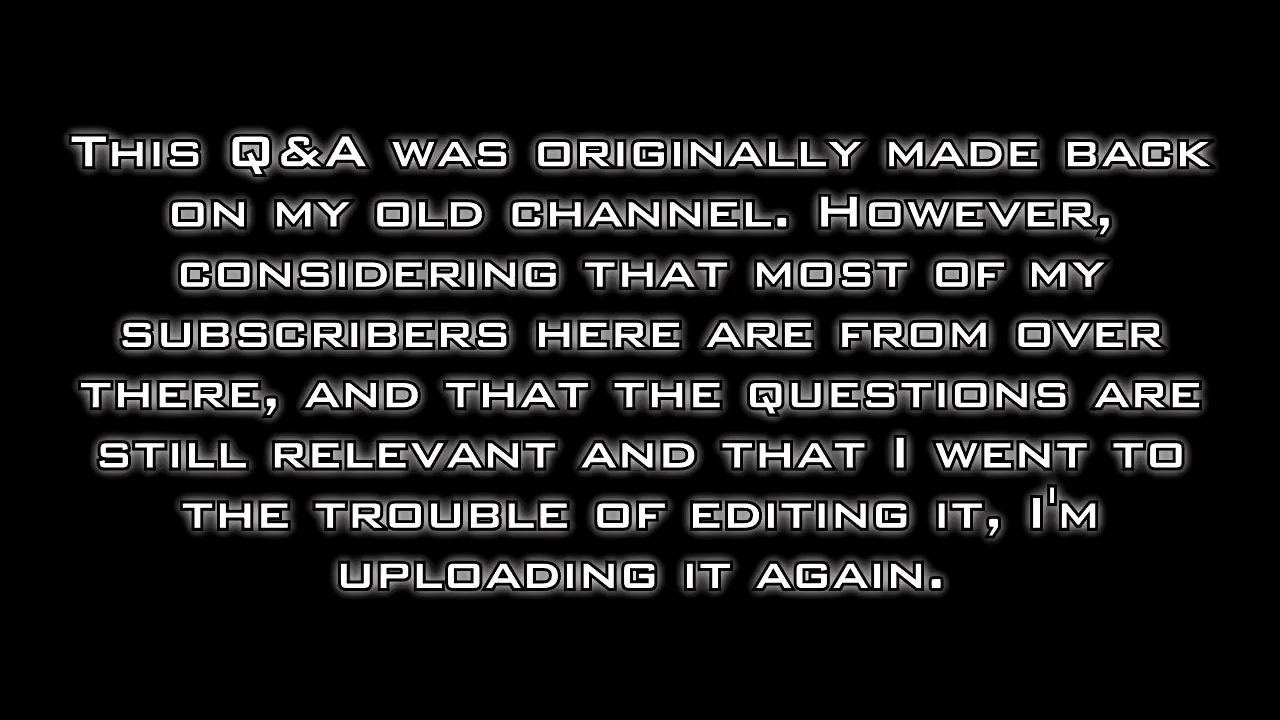 This Q&A was originally made back
on my old channel. However,
considering that most of my
subscribers here are from over
there, and that the questions are
still relevant and that I went to
the trouble of editing it, I'm
uploading it again.